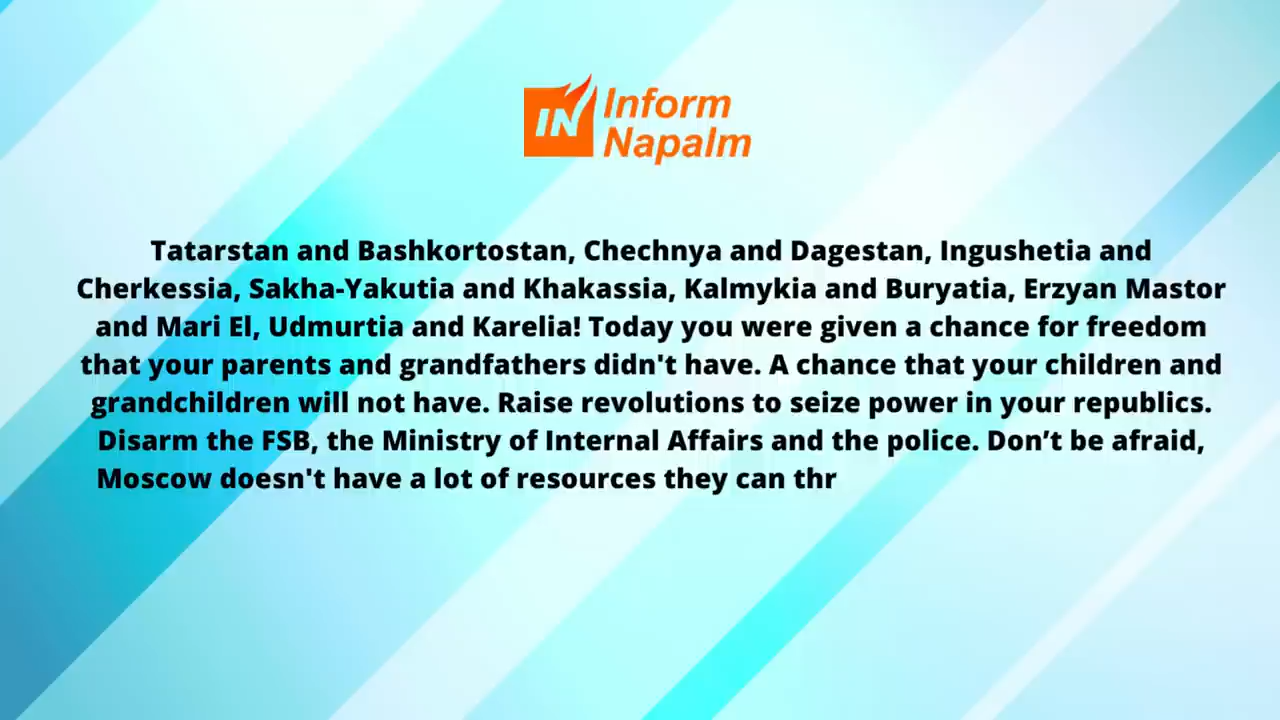 IN Inform
Napalm
Tatarstan and Bashkortostan, Chechnya and Dagestan, Ingushetia and
Cherkessia, Sakha-Yakutia and Khakassia, Kalmykia and Buryatia, Erzyan Mastor
and Mari El, Udmurtia and Karelia! Today you were given a chance for freedom
that your parents and grandfathers didn't have. A chance that your children and
grandchildren will not have. Raise revolutions to seize power in your republics.
Disarm the FSB, the Ministry of Internal Affairs and the police. Don’t be afraid,
Moscow doesn't have a lot of resources they can thr